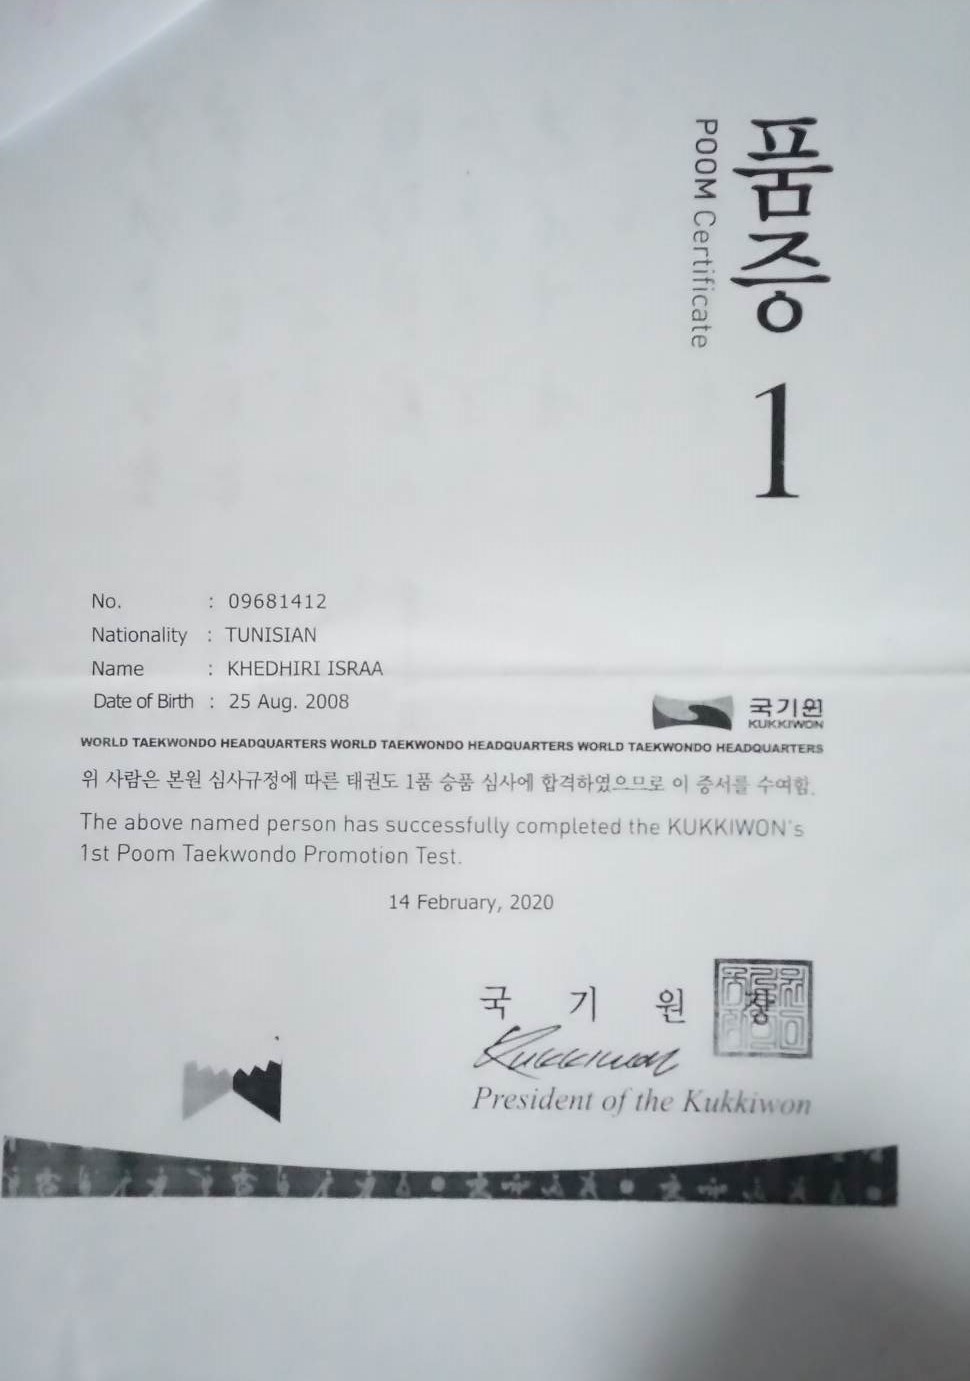 품증
POOM Certificate
1
No. : 09681412
Nationality : TUNISIAN
Name : KHEDHIRI ISRAA
Date of Birth : 25 Aug. 2008
국기원
KUKKIWON
WORLD TAEKWONDO HEADQUARTERS WORLD TAEKWONDO HEADQUARTERS WORLD TAEKWONDO HEADQUARTERS
위 사람은 본원 심사규정에 따른 태권도 1품 승품 심사에 합격하였으므로 이 증서를 수여함.
The above named person has successfully completed the KUKKIWON's
1st Poom Taekwondo Promotion Test.
14 February, 2020
국 기 원 장
Kukkiwon
President of the Kukkiwon